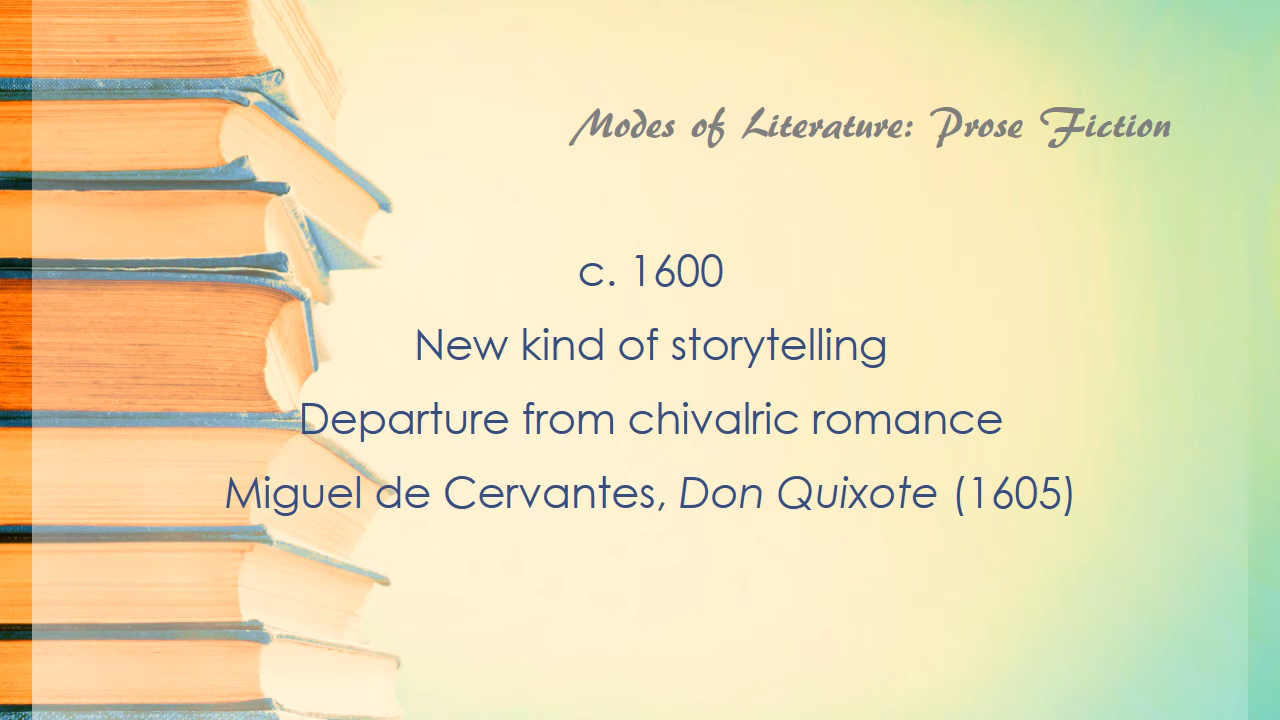 Modes of Literature: Prose Fiction
c. 1600
New kind of storytelling
Departure from chivalric romance
Miguel de Cervantes, Don Quixote (1605)